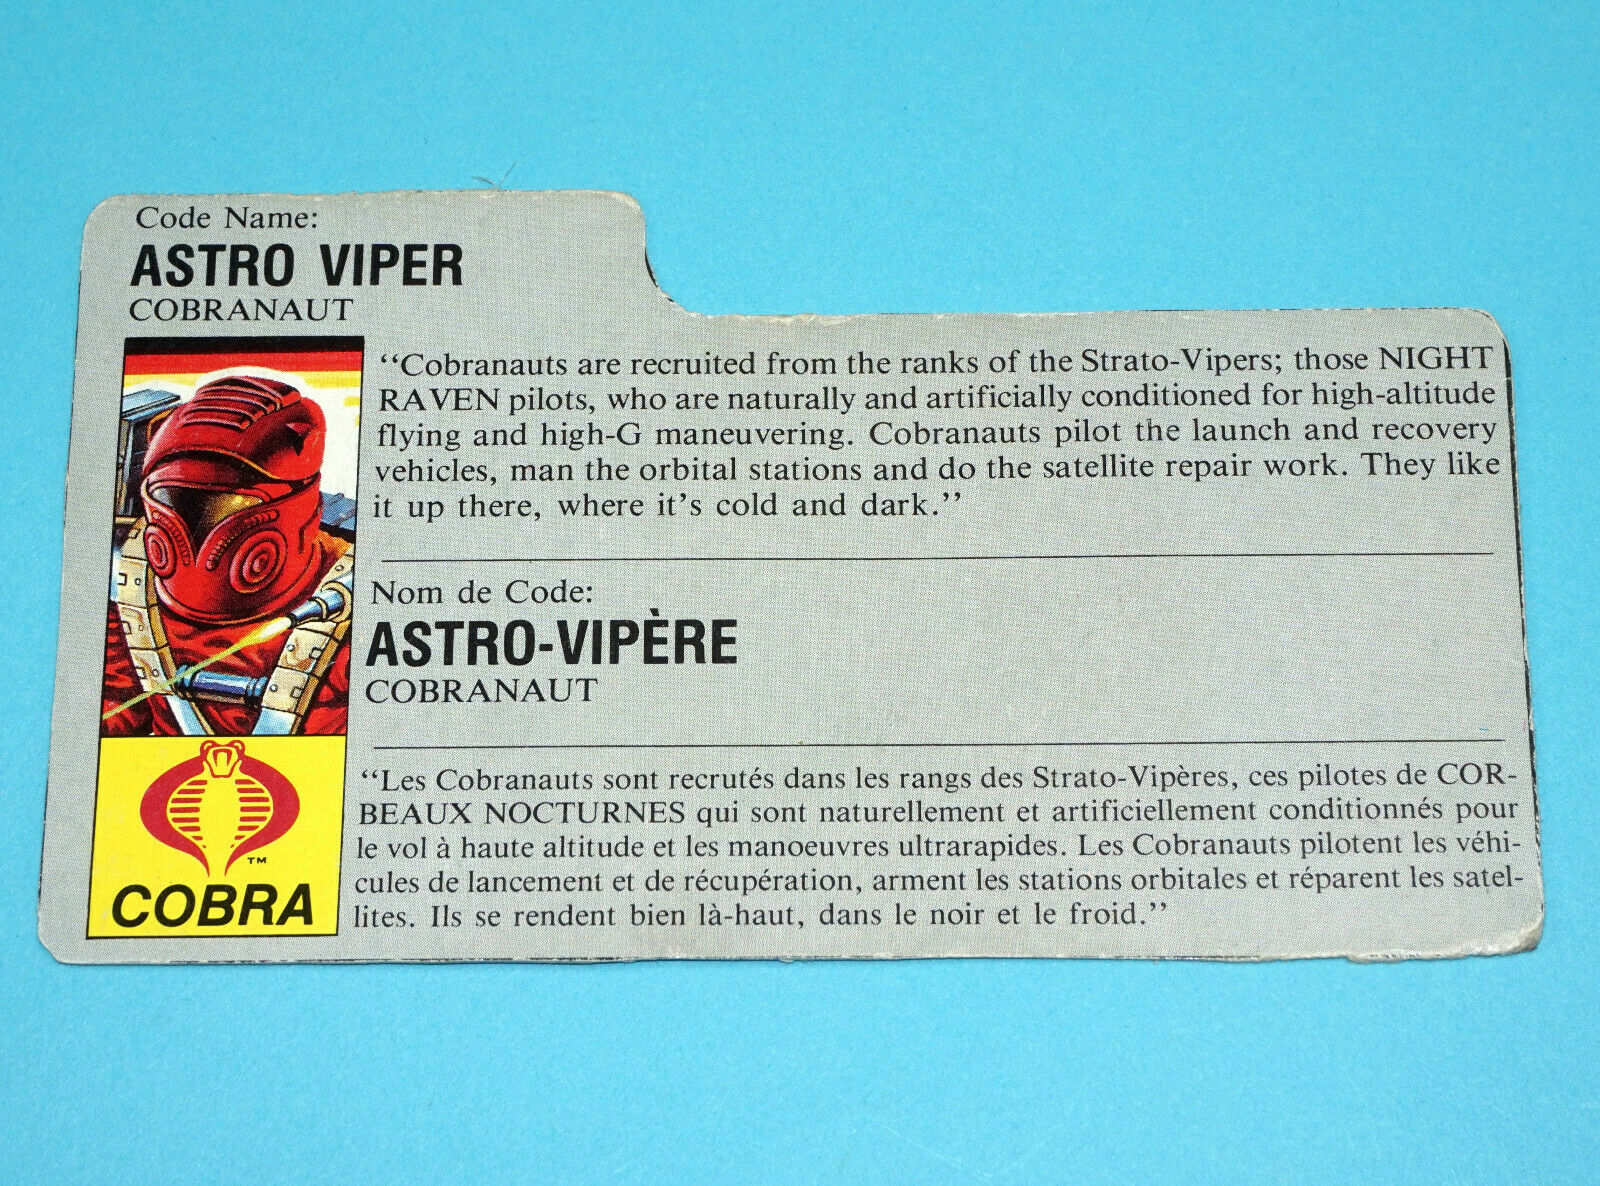 Code Name:
ASTRO VIPER
COBRANAUT
“Cobranauts are recruited from the ranks of the Strato-Vipers; those NIGHT
RAVEN pilots, who are naturally and artificially conditioned for high-altitude
flying and high-G maneuvering. Cobranauts pilot the launch and recovery
vehicles, man the orbital stations and do the satellite repair work. They like
it up there, where it's cold and dark.”
Nom de Code:
ASTRO-VIPÈRE
COBRANAUT
“Les Cobranauts sont recrutés dans les rangs des Strato-Vipères, ces pilotes de COR-
BEAUX NOCTURNES qui sont naturellement et artificiellement conditionnés pour
le vol à haute altitude et les manoeuvres ultrarapides. Les Cobranauts pilotent les véhi-
cules de lancement et de récupération, arment les stations orbitales et réparent les satel-
lites. Ils se rendent bien là-haut, dans le noir et le froid.”
TM
COBRA